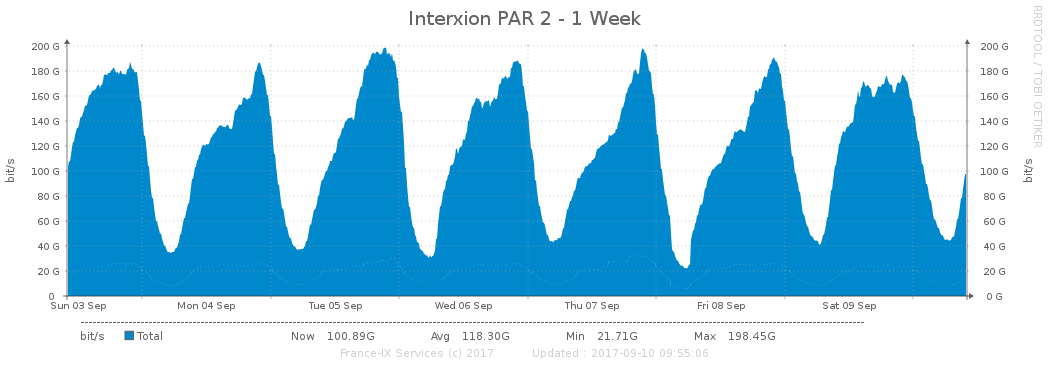 Interxion PAR 2 - 1 Week
RRDTOOL / TOBI OETIKER
200 G 200 G
180 G 180 G
160 G 160 G
140 G 140 G
120 G 120 G
100 G 100 G
80 G 80 G
60 G 60 G
40 G 40 G
20 G 20 G
0 0 G
bit/s bit/s
Sun 03 Sep Mon 04 Sep Tue 05 Sep Wed 06 Sep Thu 07 Sep Fri 08 Sep Sat 09 Sep
bit/s Total Now 100.89G Avg 118.30G Min 21.71G Max 198.45G
France-IX Services (c) 2017 Updated : 2017-09-10 09:55:06